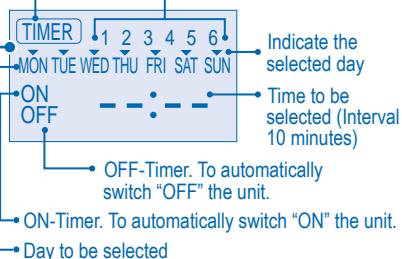 TIMER 1 2 3 4 5 6
MON TUE WED THU FRI SAT SUN
ON
OFF
--:--
Indicate the
selected day
Time to be
selected (Interval
10 minutes)
OFF-Timer. To automatically
switch “OFF” the unit.
ON-Timer. To automatically switch “ON” the unit.
Day to be selected